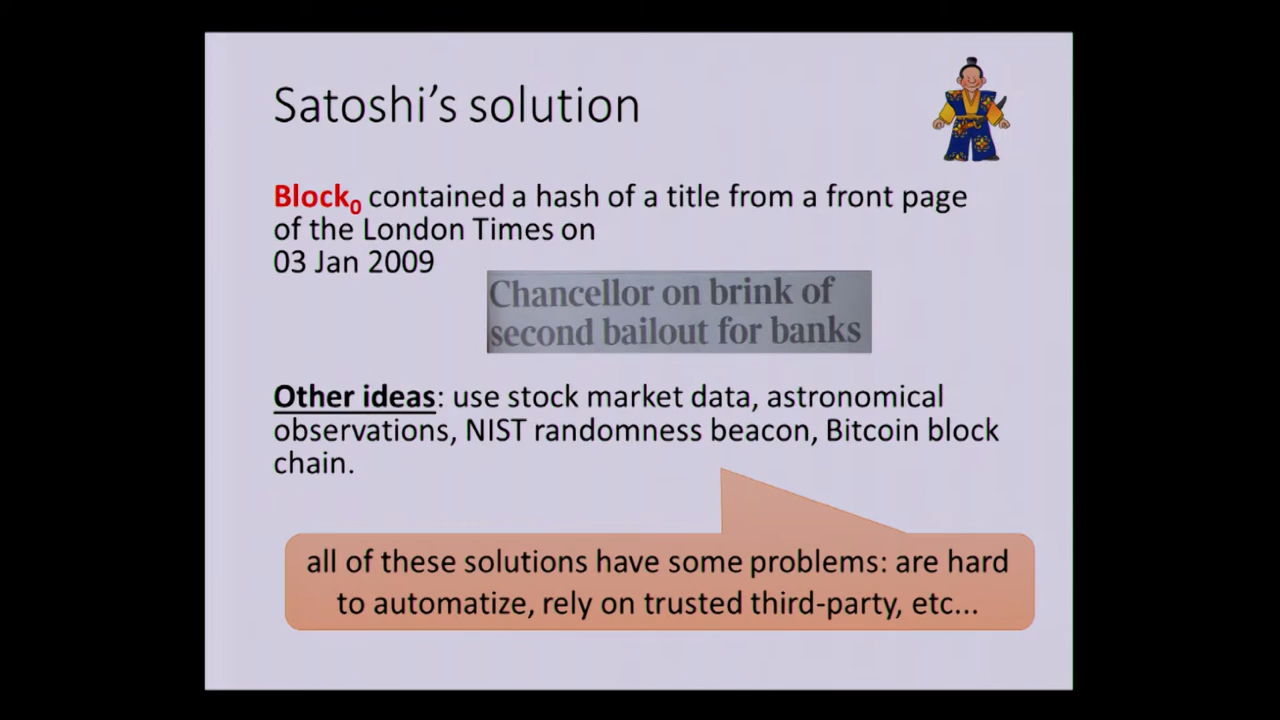 Satoshi's solution
Block0 contained a hash of a title from a front page
of the London Times on
03 Jan 2009
Chancellor on brink of
second bailout for banks
Other ideas: use stock market data, astronomical
observations, NIST randomness beacon, Bitcoin block
chain.
all of these solutions have some problems: are hard
to automatize, rely on trusted third-party, etc...